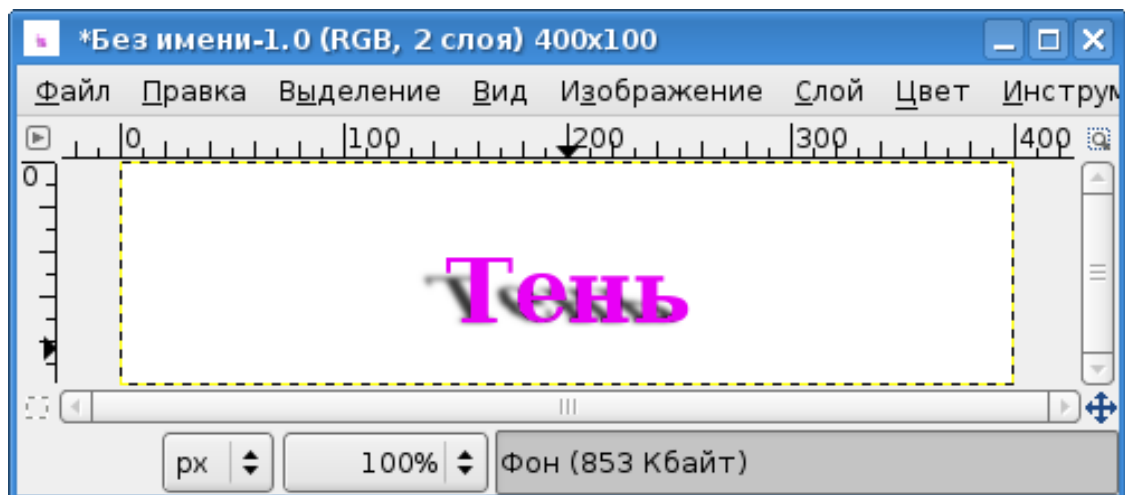 *Без имени-1.0 (RGB, 2 слоя) 400x100
Файл Правка Выделение Вид Изображение Слой Цвет Инструм
0 100 200 300 400
0
Тень
px 100% Фон (853 Кбайт)